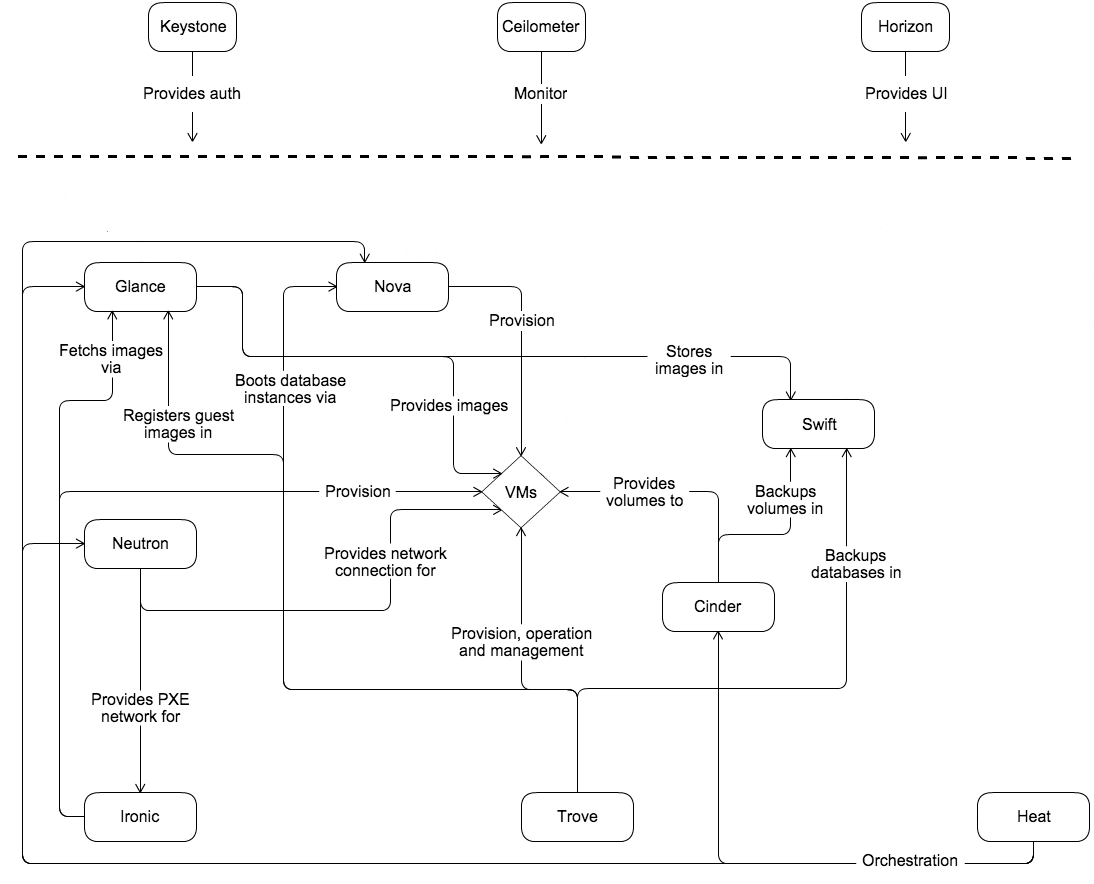 Keystone
Ceilometer
Horizon
Provides auth
Monitor
Provides UI
Glance
Nova
Provision
Fetchs images
via
Stores
images in
Boots database
instances via
Provides images
Registers guest
images in
Swift
Provision
VMs
Provides
volumes to
Backups
volumes in
Neutron
Provides network
connection for
Backups
databases in
Cinder
Provision, operation
and management
Provides PXE
network for
Ironic
Trove
Heat
Orchestration